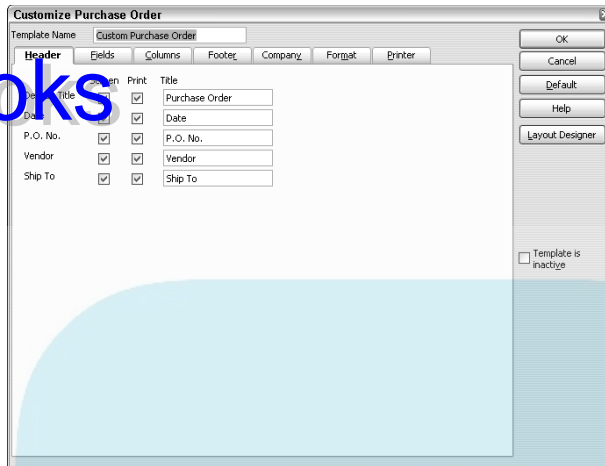 Customize Purchase Order
Template Name Custom Purchase Order
Header Fields Columns Footer Company Format Printer
Print Title
Title Purchase Order
Date
P.O. No. P.O. No.
Vendor Vendor
Ship To Ship To
oks
OK
Cancel
Default
Help
Layout Designer
Template is
inactive